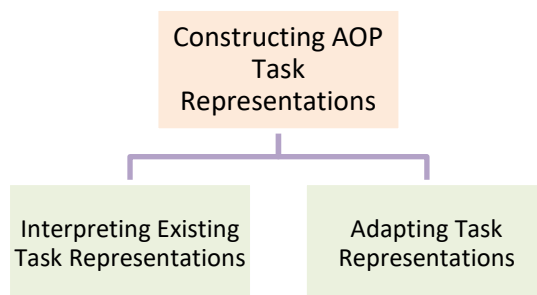 Constructing AOP
Task
Representations
Interpreting Existing
Task Representations
Adapting Task
Representations